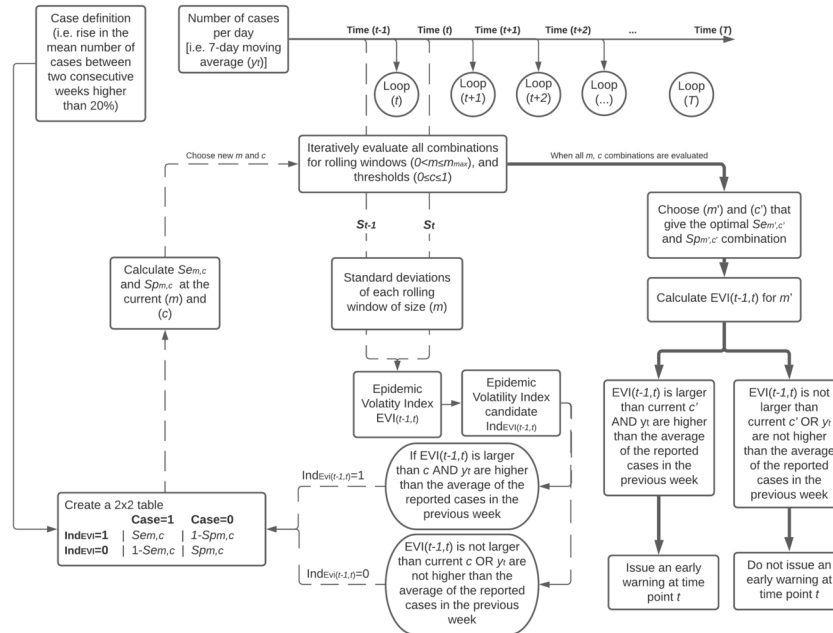 Case definition
(i.e. rise in the
mean number of
cases between
two consecutive
weeks higher
than 20%)
Number of cases
per day
[i.e. 7-day moving
average (yt)]
Time (t-1)
Time (t)
Time (t+1)
Time (t+2)
...
Time (T)
Loop
(t)
Loop
(t+1)
Loop
(t+2)
Loop
(...)
Loop
(T)
Choose new m and c
Iteratively evaluate all combinations
for rolling windows (0<m≤mmax), and
thresholds (0≤c≤1)
When all m, c combinations are evaluated
St-1
St
Calculate Sem,c
and Spm,c at the
current (m) and
(c)
Standard deviations
of each rolling
window of size (m)
Choose (m') and (c') that
give the optimal Sem',c'
and Spm',c' combination
Calculate EVI(t-1,t) for m'
Epidemic
Volatity Index
EVI(t-1,t)
Epidemic
Volatility Index
candidate
IndEVI(t-1,t)
EVI(t-1,t) is larger
than current c'
AND yt are higher
than the average
of the reported
cases in the
previous week
EVI(t-1,t) is not
larger than
current c' OR yt
are not higher
than the average
of the reported
cases in the
previous week
IndEvi(t-1,t)=1
If EVI(t-1,t) is larger
than c AND yt are higher
than the average of the
reported cases in the
previous week
Create a 2x2 table
Case=1 Case=0
IndEVI=1 | Sem,c | 1-Spm,c
IndEVI=0 | 1-Sem,c | Spm,c
IndEvi(t-1,t)=0
EVI(t-1,t) is not larger
than current c OR yt are
not higher than the
average of the reported
cases in the previous
week
Issue an early
warning at time
point t
Do not issue an
early warning at
time point t